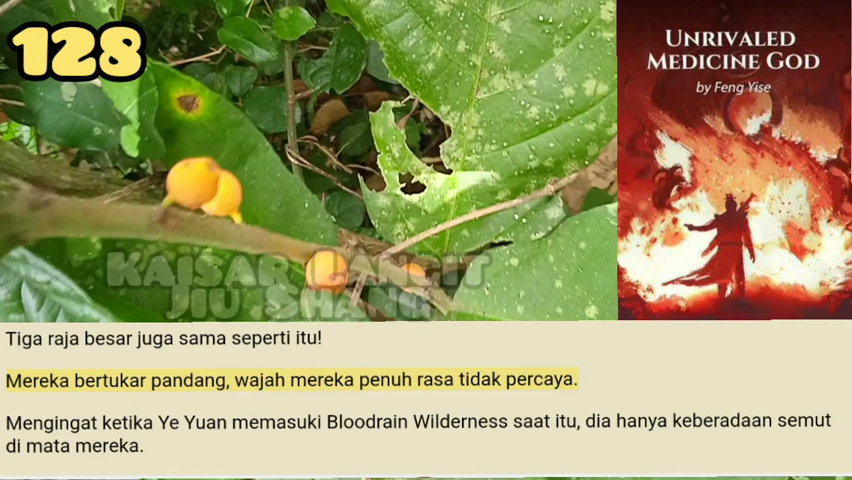 128
UNRIVALED
MEDICINE GOD
by Feng Yise
KAISAR LANGIT
JIU SHANG
Tiga raja besar juga sama seperti itu!
Mereka bertukar pandang, wajah mereka penuh rasa tidak percaya.
Mengingat ketika Ye Yuan memasuki Bloodrain Wilderness saat itu, dia hanya keberadaan semut
di mata mereka.